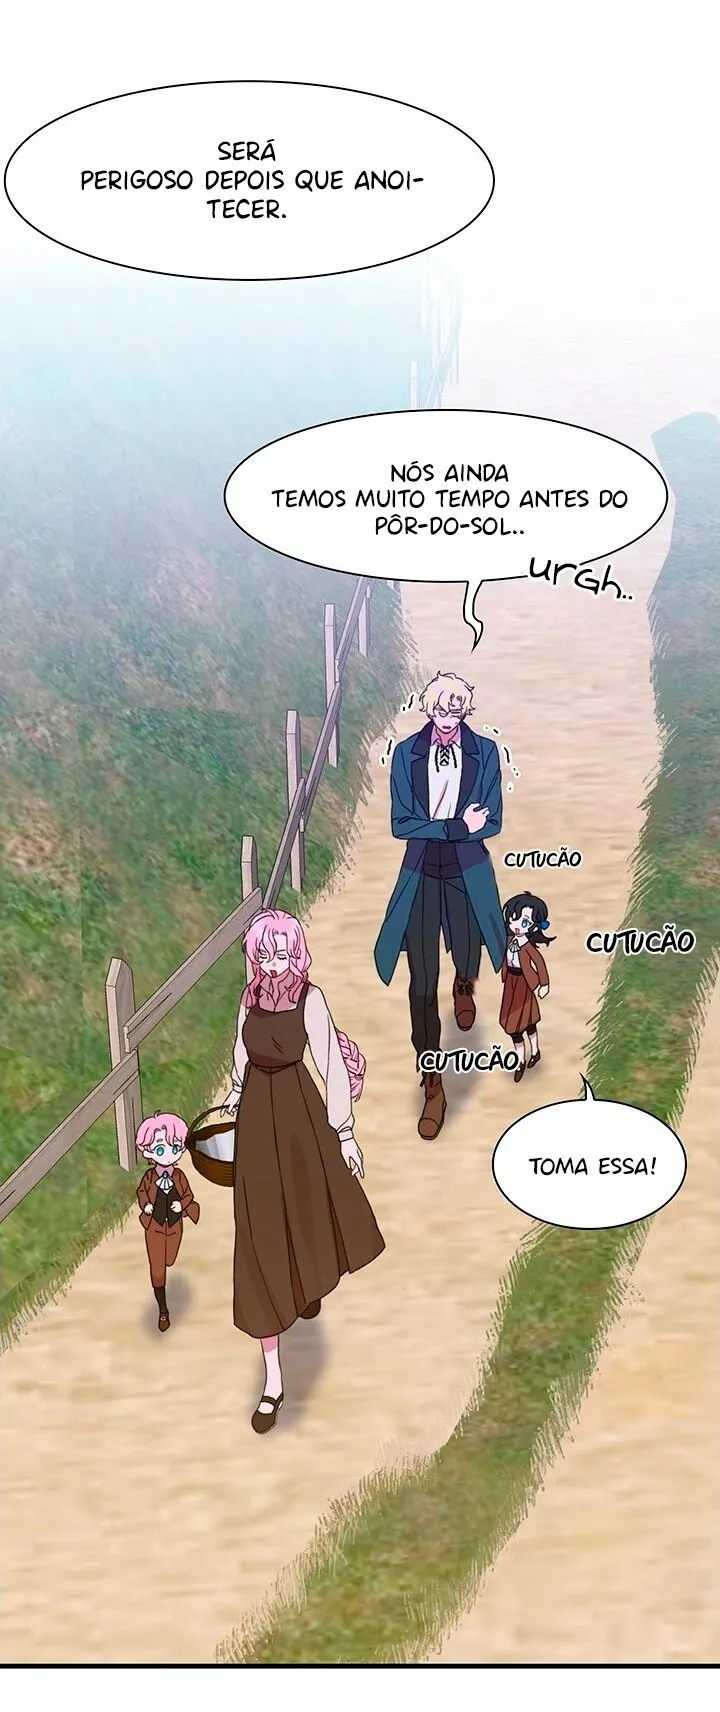 SERÁ
PERIGOSO DEPOIS QUE ANOI-
TECER.
NÓS AINDA
TEMOS MUITO TEMPO ANTES DO
PÔR-DO-SOL..
URGH..
CUTUCÃO
CUTUCÃO
CUTUCÃO
TOMA ESSA!